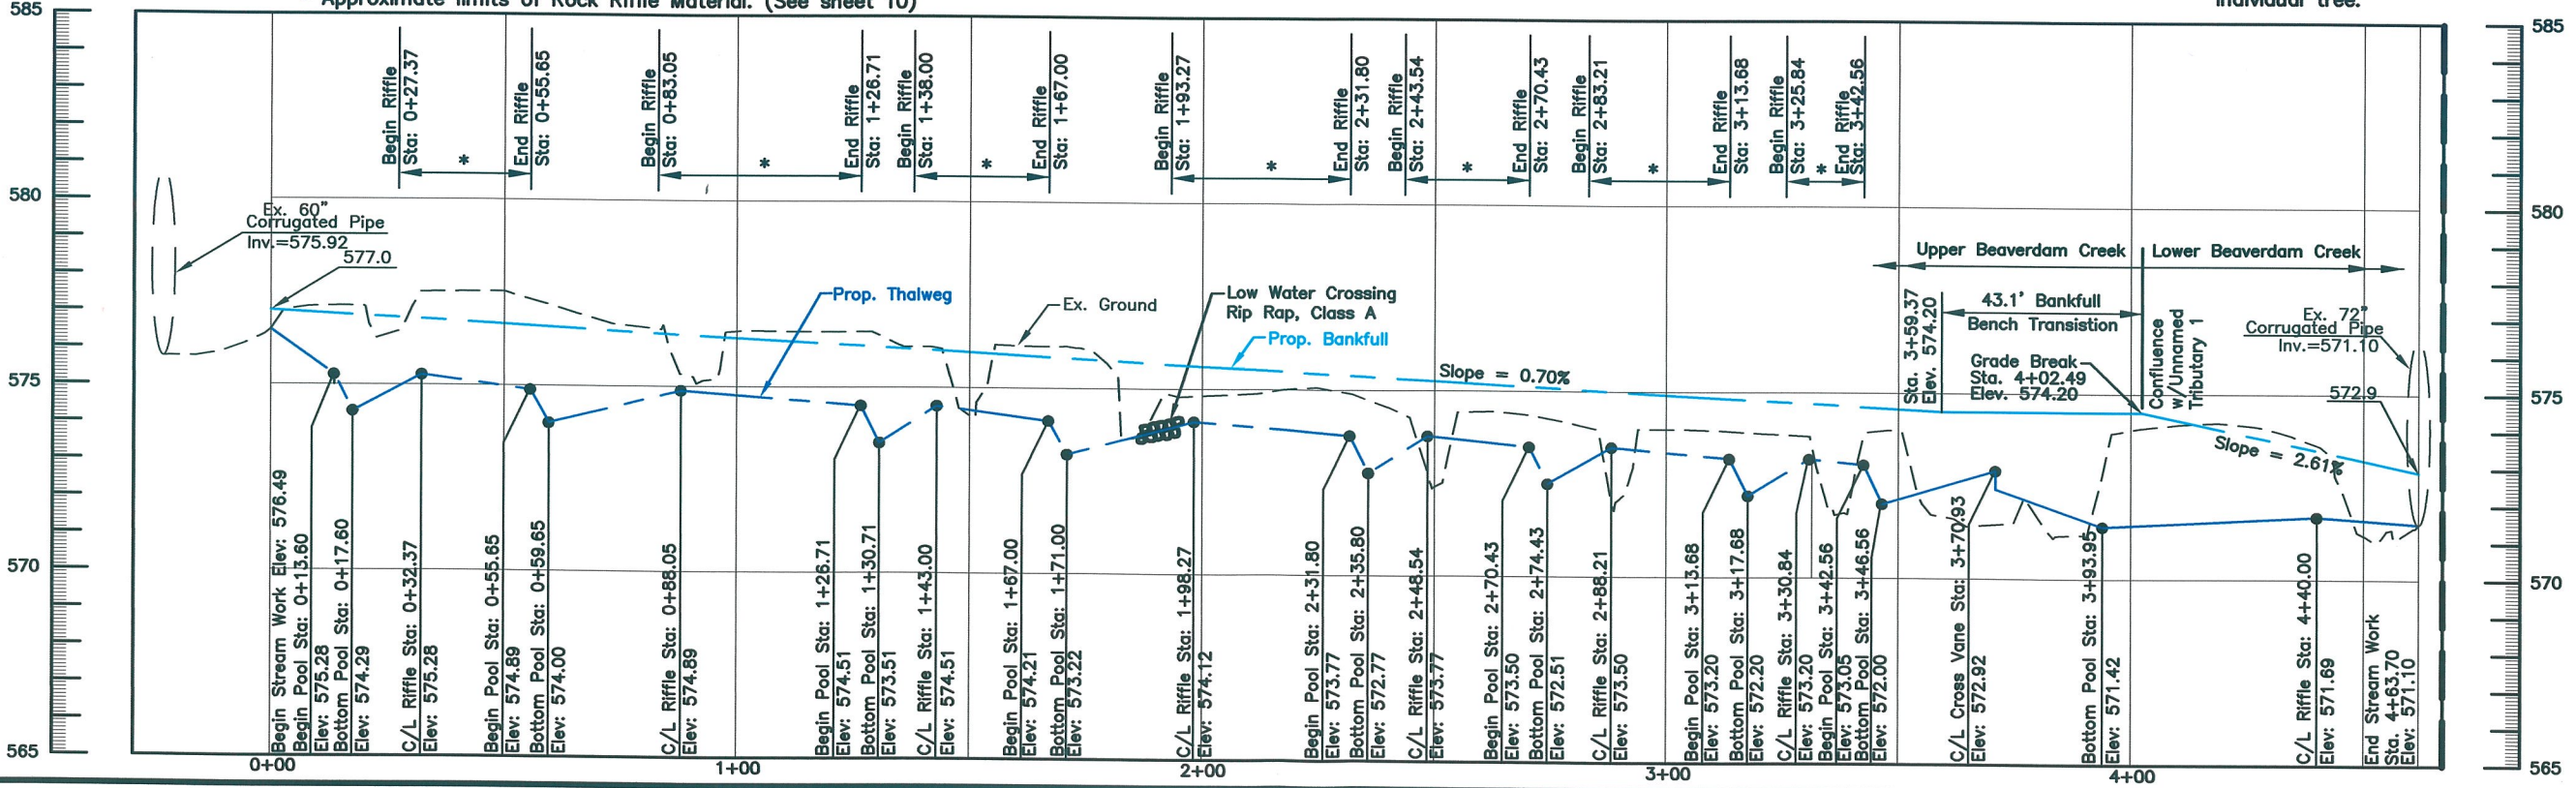 Approximate limits of Rock Riffle Material. (See sheet 10)
individual tree.
585
580
575
570
565
585
580
575
570
565
Begin Riffle
Sta: 0+27.37
*
End Riffle
Sta: 0+55.65
Begin Riffle
Sta: 0+83.05
*
End Riffle
Sta: 1+26.71
Begin Riffle
Sta: 1+38.00
*
End Riffle
Sta: 1+67.00
Begin Riffle
Sta: 1+93.27
*
End Riffle
Sta: 2+31.80
Begin Riffle
Sta: 2+43.54
*
End Riffle
Sta: 2+70.43
Begin Riffle
Sta: 2+83.21
*
End Riffle
Sta: 3+13.68
Begin Riffle
Sta: 3+25.84
*
End Riffle
Sta: 3+42.56
Ex. 60"
Corrugated Pipe
Inv.=575.92
577.0
Prop. Thalweg
Ex. Ground
Low Water Crossing
Rip Rap, Class A
Prop. Bankfull
Slope = 0.70%
Upper Beaverdam Creek
Lower Beaverdam Creek
Sta. 3+59.37
Elev. 574.20
43.1' Bankfull
Bench Transistion
Grade Break
Sta. 4+02.49
Elev. 574.20
Confluence
w/Unnamed
Tributary 1
Ex. 72"
Corrugated Pipe
Inv.=571.10
572.9
Slope = 2.61%
Begin Stream Work Elev: 576.49
Begin Pool Sta: 0+13.60
Elev: 575.28
Bottom Pool Sta: 0+17.60
Elev: 574.29
C/L Riffle Sta: 0+32.37
Elev: 575.28
Begin Pool Sta: 0+55.65
Elev: 574.89
Bottom Pool Sta: 0+59.65
Elev: 574.00
C/L Riffle Sta: 0+88.05
Elev: 574.89
Begin Pool Sta: 1+26.71
Elev: 574.51
Bottom Pool Sta: 1+30.71
Elev: 573.51
C/L Riffle Sta: 1+43.00
Elev: 574.51
Begin Pool Sta: 1+67.00
Elev: 574.21
Bottom Pool Sta: 1+71.00
Elev: 573.22
C/L Riffle Sta: 1+98.27
Elev: 574.12
Begin Pool Sta: 2+31.80
Elev: 573.77
Bottom Pool Sta: 2+35.80
Elev: 572.77
C/L Riffle Sta: 2+48.54
Elev: 573.77
Begin Pool Sta: 2+70.43
Elev: 573.50
Bottom Pool Sta: 2+74.43
Elev: 572.51
C/L Riffle Sta: 2+88.21
Elev: 573.50
Begin Pool Sta: 3+13.68
Elev: 573.20
Bottom Pool Sta: 3+17.68
Elev: 572.20
C/L Riffle Sta: 3+30.84
Elev: 573.20
Begin Pool Sta: 3+42.56
Elev: 573.05
Bottom Pool Sta: 3+46.56
Elev: 572.00
C/L Cross Vane Sta: 3+70.93
Elev: 572.92
Bottom Pool Sta: 3+93.95
Elev: 571.42
C/L Riffle Sta: 4+40.00
Elev: 571.69
End Stream Work
Sta. 4+63.70
Elev: 571.10
0+00
1+00
2+00
3+00
4+00